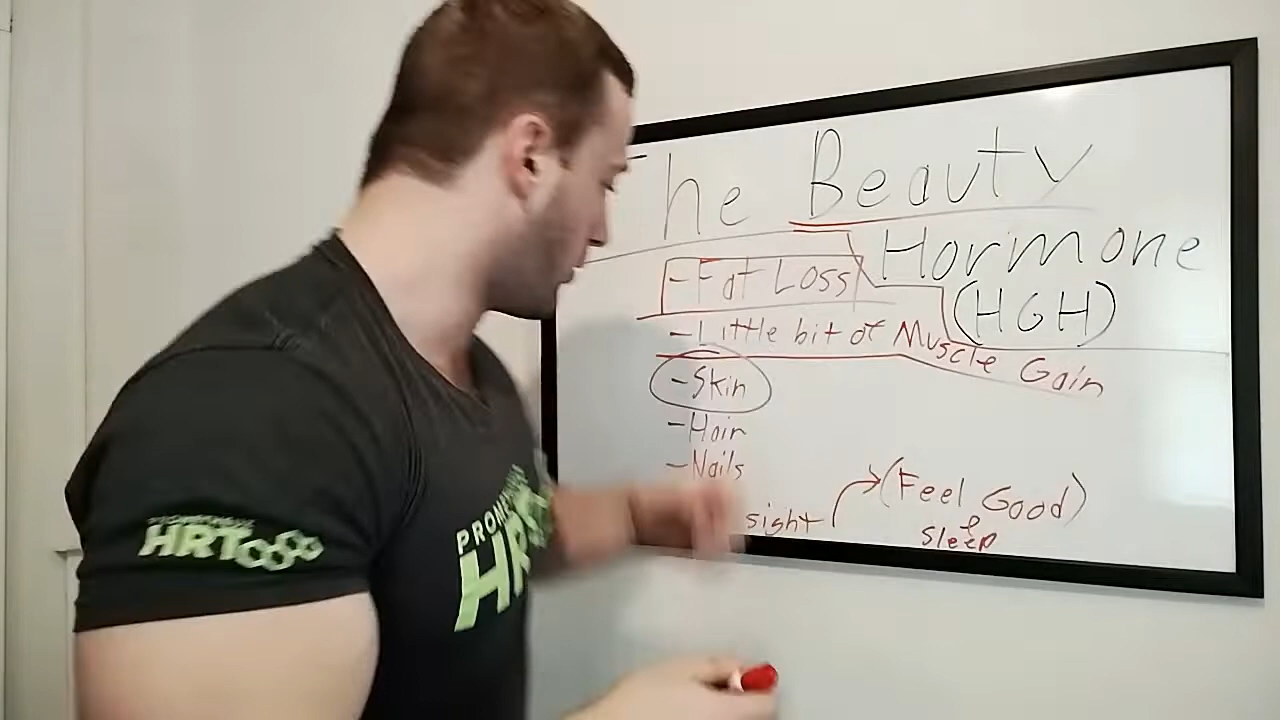 The Beauty
Hormone
(HGH)
-Fat Loss
-Little bit of Muscle Gain
-Skin
-Hair
-Nails
sight
(Feel Good)
& Sleep
HRT
HR